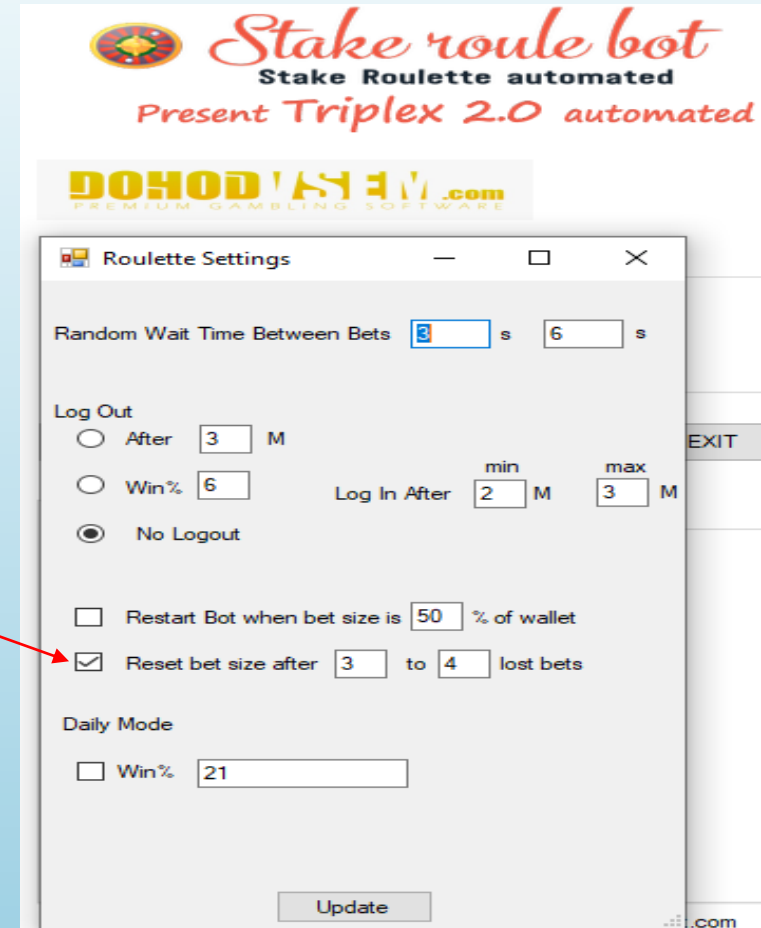 Stake roule bot
Stake Roulette automated
Present Triplex 2.0 automated
DOHODVSEM.com
PREMIUM GAMBLING SOFTWARE
Roulette Settings
Random Wait Time Between Bets 3 s 6 s
Log Out
After 3 M
EXIT
min max
Win% 6 Log In After 2 M 3 M
No Logout
Restart Bot when bet size is 50 % of wallet
Reset bet size after 3 to 4 lost bets
Daily Mode
Win% 21
Update
.com